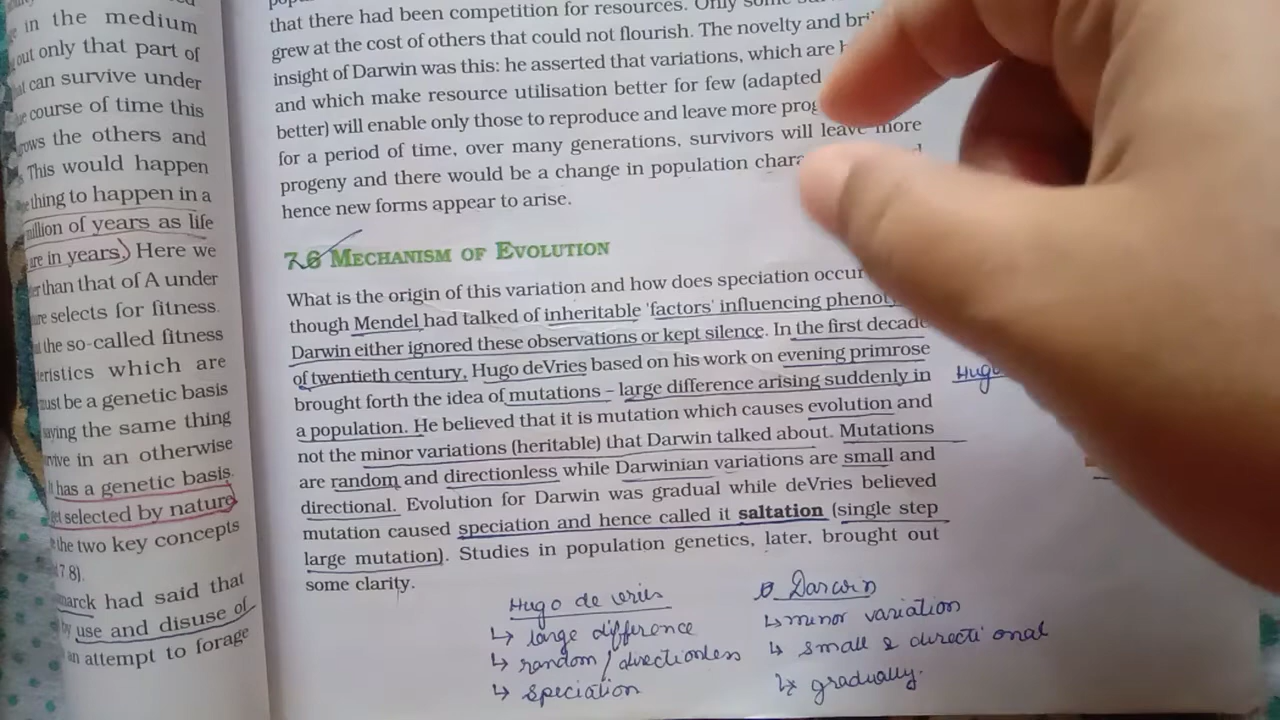 in the medium
out only that part of
can survive under
course of time this
the others and
This would happen
thing to happen in a
million of years as life
are in years.) Here we
than that of A under
selects for fitness.
the so-called fitness
which are
must be a genetic basis
saying the same thing
in an otherwise
has a genetic basis.
get selected by nature
the two key concepts
7.8).
had said that
by use and disuse of
an attempt to forage
that there had been competition for resources. Only some
grew at the cost of others that could not flourish. The novelty and
insight of Darwin was this: he asserted that variations, which are
and which make resource utilisation better for few (adapted
better) will enable only those to reproduce and leave more
for a period of time, over many generations, survivors will leave more
progeny and there would be a change in population
hence new forms appear to arise.
7.6 MECHANISM OF EVOLUTION
What is the origin of this variation and how does speciation occur
though Mendel had talked of inheritable 'factors' influencing
Darwin either ignored these observations or kept silence. In the first decade
of twentieth century, Hugo deVries based on his work on evening primrose
brought forth the idea of mutations – large difference arising suddenly in
a population. He believed that it is mutation which causes evolution and
not the minor variations (heritable) that Darwin talked about. Mutations
are random and directionless while Darwinian variations are small and
directional. Evolution for Darwin was gradual while deVries believed
mutation caused speciation and hence called it saltation (single step
large mutation). Studies in population genetics, later, brought out
some clarity.
Hugo
Hugo de vries
↳ large difference
↳ random / directionless
↳ speciation
Darwin
↳ minor variation
↳ small & directional
↳ gradually.